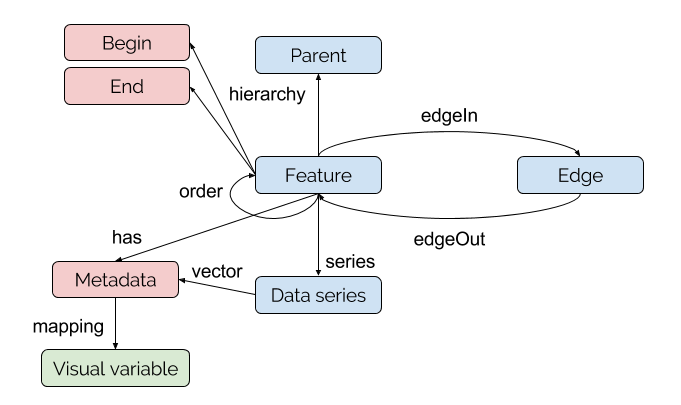 Begin
Parent
End
hierarchy
edgeIn
Feature
Edge
order
has
edgeOut
series
vector
Metadata
Data series
mapping
Visual variable